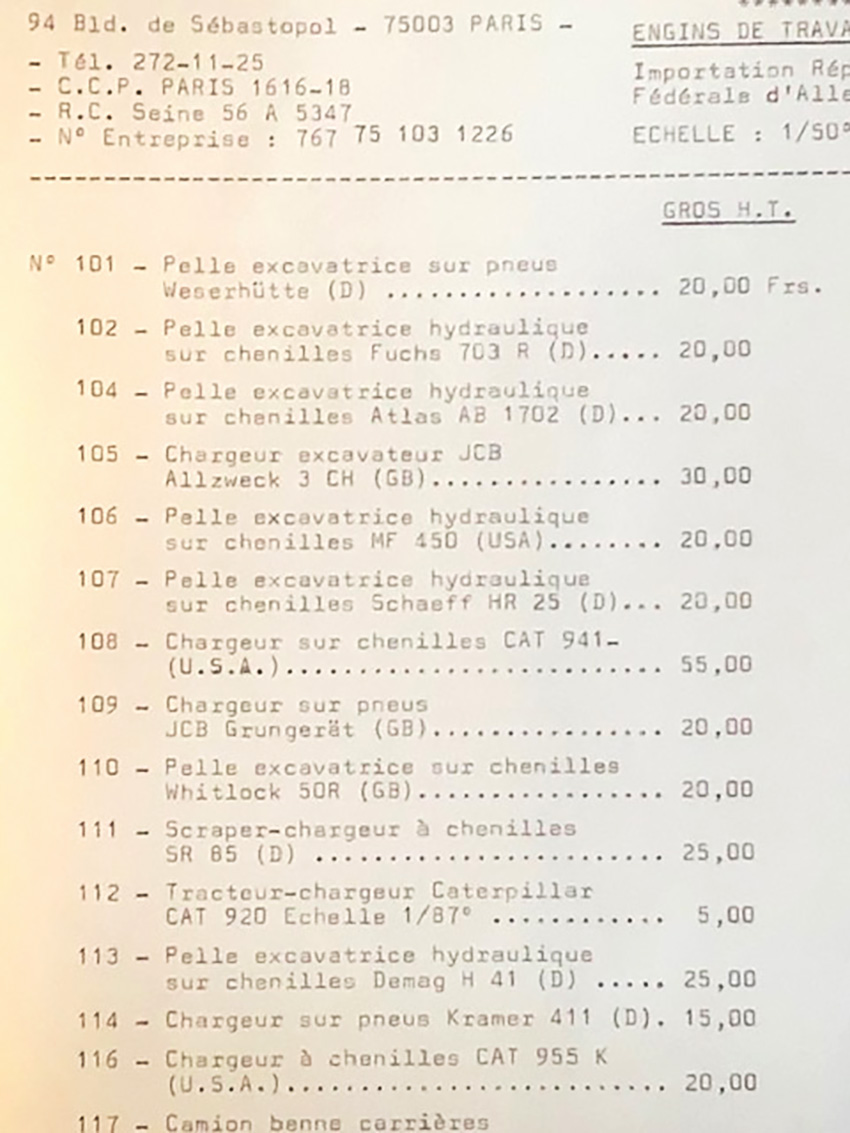 94 Bld. de Sébastopol - 75003 PARIS -
- Tél. 272-11-25
- C.C.P. PARIS 1616-18
- R.C. Seine 56 A 5347
- N° Entreprise : 767 75 103 1226
********
ENGINS DE TRAVA
Importation Rép
Fédérale d'Alle
ECHELLE : 1/50°
GROS H.T.
N° 101 - Pelle excavatrice sur pneus
Weserhütte (D) ................... 20,00 Frs.
102 - Pelle excavatrice hydraulique
sur chenilles Fuchs 703 R (D)..... 20,00
104 - Pelle excavatrice hydraulique
sur chenilles Atlas AB 1702 (D)... 20,00
105 - Chargeur excavateur JCB
Allzweck 3 CH (GB)................ 30,00
106 - Pelle excavatrice hydraulique
sur chenilles MF 450 (USA)........ 20,00
107 - Pelle excavatrice hydraulique
sur chenilles Schaeff HR 25 (D)... 20,00
108 - Chargeur sur chenilles CAT 941-
(U.S.A.).......................... 55,00
109 - Chargeur sur pneus
JCB Grungerät (GB)................ 20,00
110 - Pelle excavatrice sur chenilles
Whitlock 50R (GB)................. 20,00
111 - Scraper-chargeur à chenilles
SR 85 (D) ........................ 25,00
112 - Tracteur-chargeur Caterpillar
CAT 920 Echelle 1/87° ............ 5,00
113 - Pelle excavatrice hydraulique
sur chenilles Demag H 41 (D) ..... 25,00
114 - Chargeur sur pneus Kramer 411 (D). 15,00
116 - Chargeur à chenilles CAT 955 K
(U.S.A.).......................... 20,00
117 - Camion benne carrières